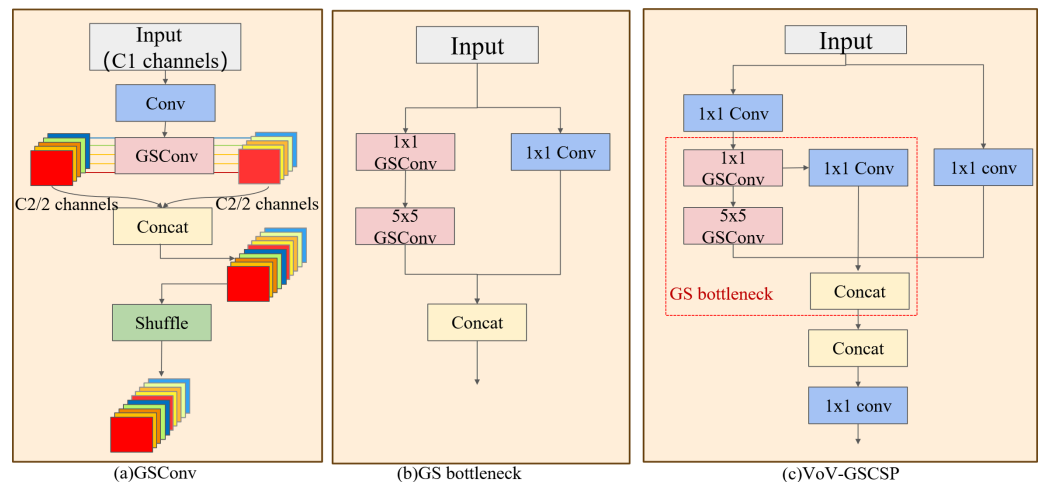 Input
（C1 channels）
Conv
GSConv
C2/2 channels
C2/2 channels
Concat
Shuffle
(a)GSConv
Input
1x1
GSConv
1x1 Conv
5x5
GSConv
Concat
(b)GS bottleneck
Input
1x1 Conv
1x1
GSConv
1x1 Conv
1x1 conv
5x5
GSConv
GS bottleneck
Concat
Concat
1x1 conv
(c)VoV-GSCSP